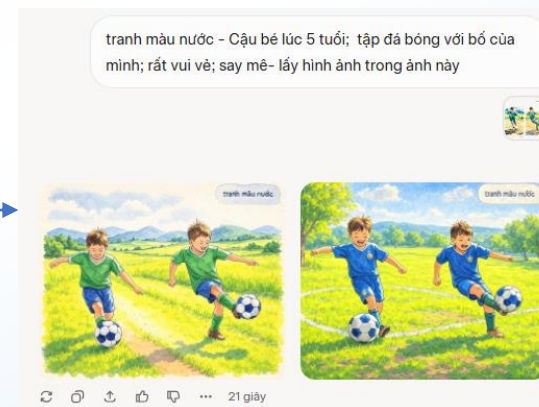 tranh màu nước - Cậu bé lúc 5 tuổi;  tập đá bóng với bố của
mình; rất vui vẻ; say mê- lấy hình ảnh trong ảnh này
tranh màu nước
tranh màu nước
21 giây